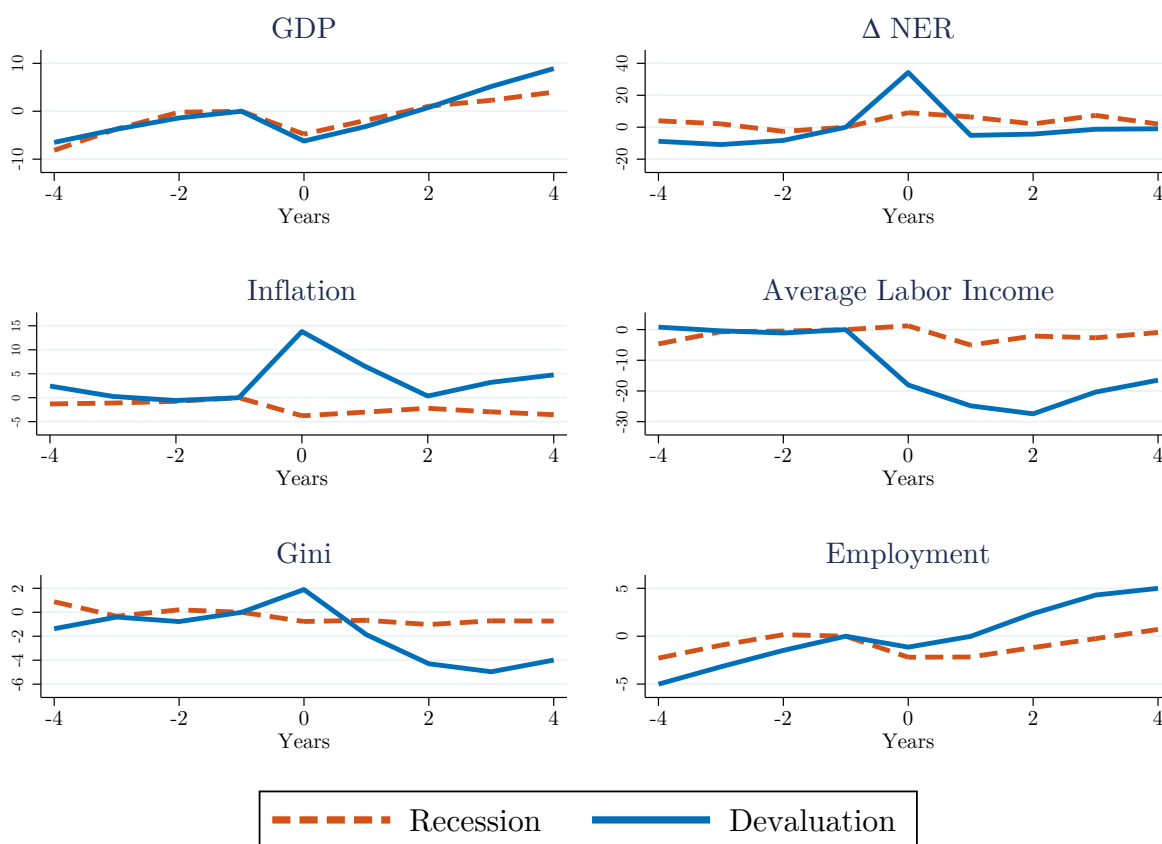 GDP
10
0
-10
-4 -2 0 2 4
Years
Δ NER
40
20
0
-20
-4 -2 0 2 4
Years
Inflation
15
10
5
0
-5
-4 -2 0 2 4
Years
Average Labor Income
0
-10
-20
-30
-4 -2 0 2 4
Years
Gini
2
0
-2
-4
-6
-4 -2 0 2 4
Years
Employment
5
0
-5
-4 -2 0 2 4
Years
Recession Devaluation